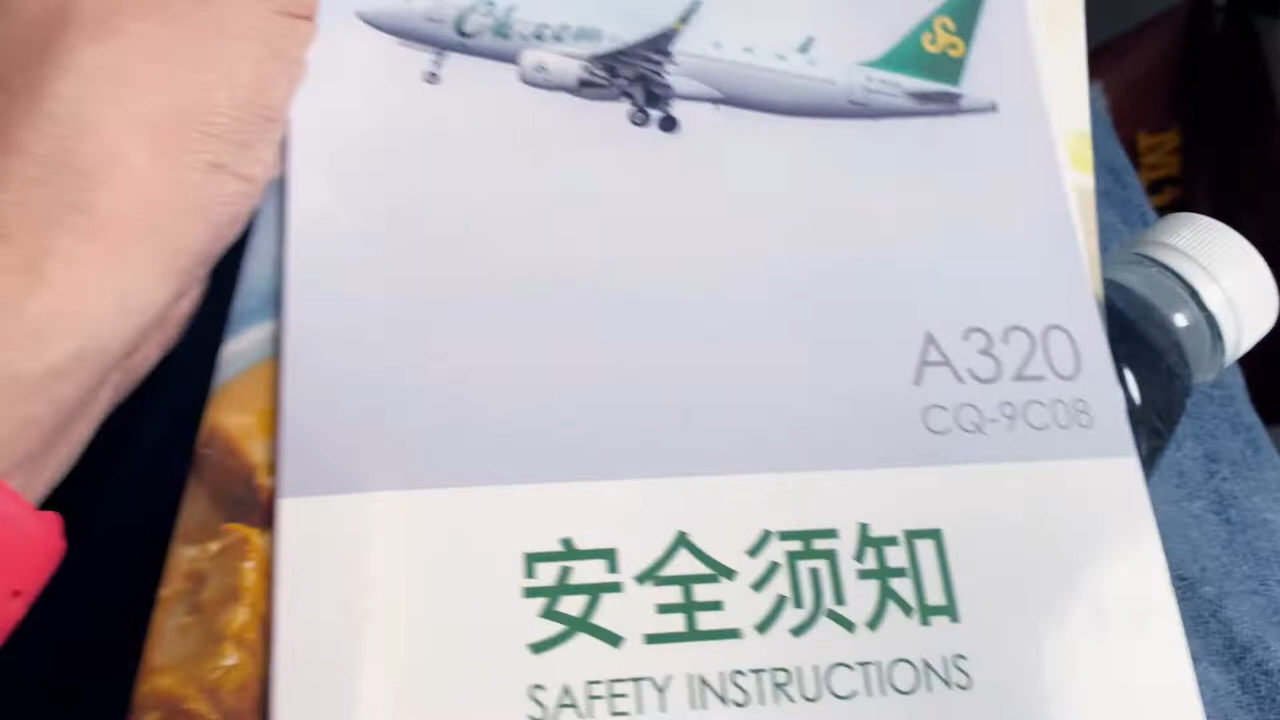 Ch.com
A320
CQ-9C08
安全须知
SAFETY INSTRUCTIONS